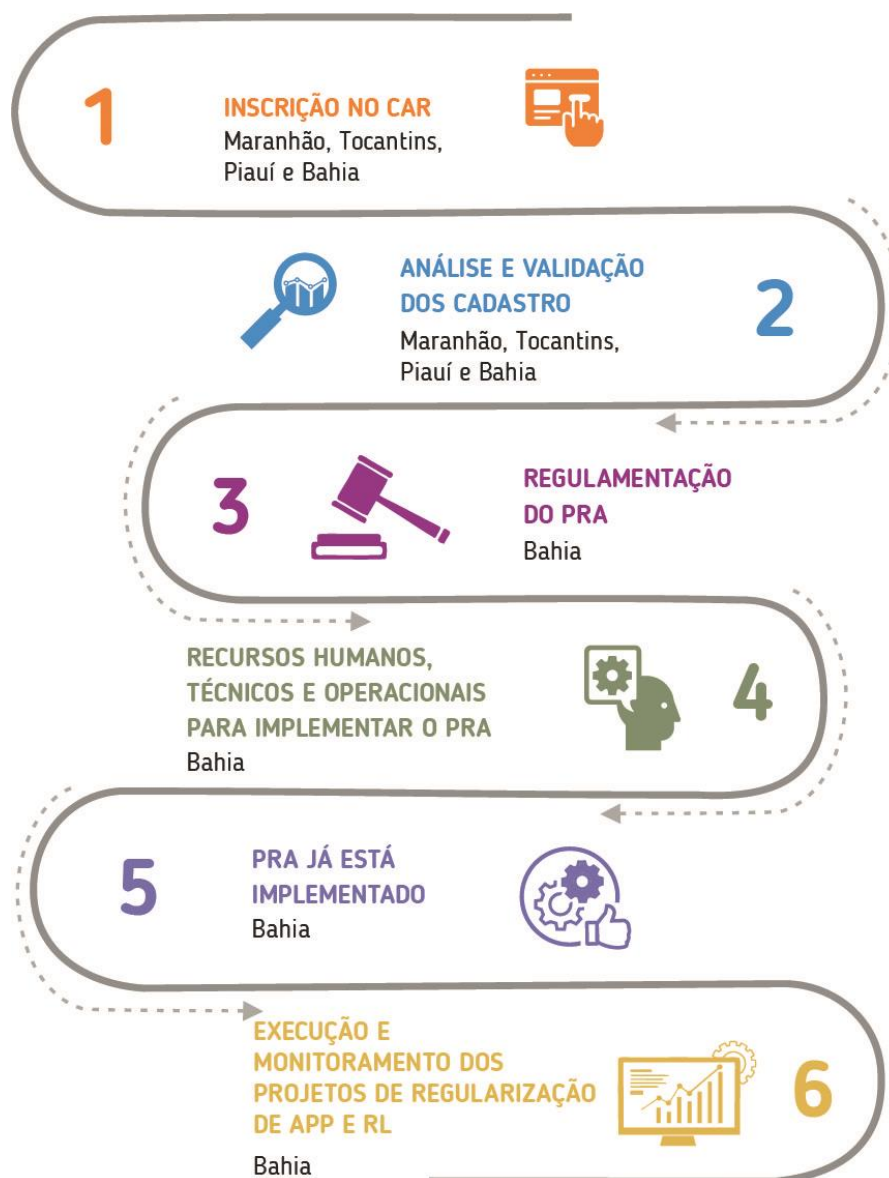 1
INSCRIÇÃO NO CAR
Maranhão, Tocantins,
Piauí e Bahia
ANÁLISE E VALIDAÇÃO
DOS CADASTRO
Maranhão, Tocantins,
Piauí e Bahia
2
3
REGULAMENTAÇÃO
DO PRA
Bahia
RECURSOS HUMANOS,
TÉCNICOS E OPERACIONAIS
PARA IMPLEMENTAR O PRA
Bahia
4
5
PRA JÁ ESTÁ
IMPLEMENTADO
Bahia
EXECUÇÃO E
MONITORAMENTO DOS
PROJETOS DE REGULARIZAÇÃO
DE APP E RL
Bahia
6